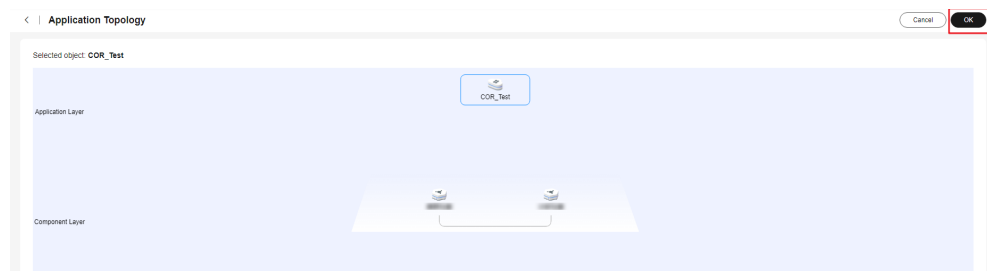 < | Application Topology
Cancel OK
Selected object: COR_Test
COR_Test
Application Layer
Component Layer